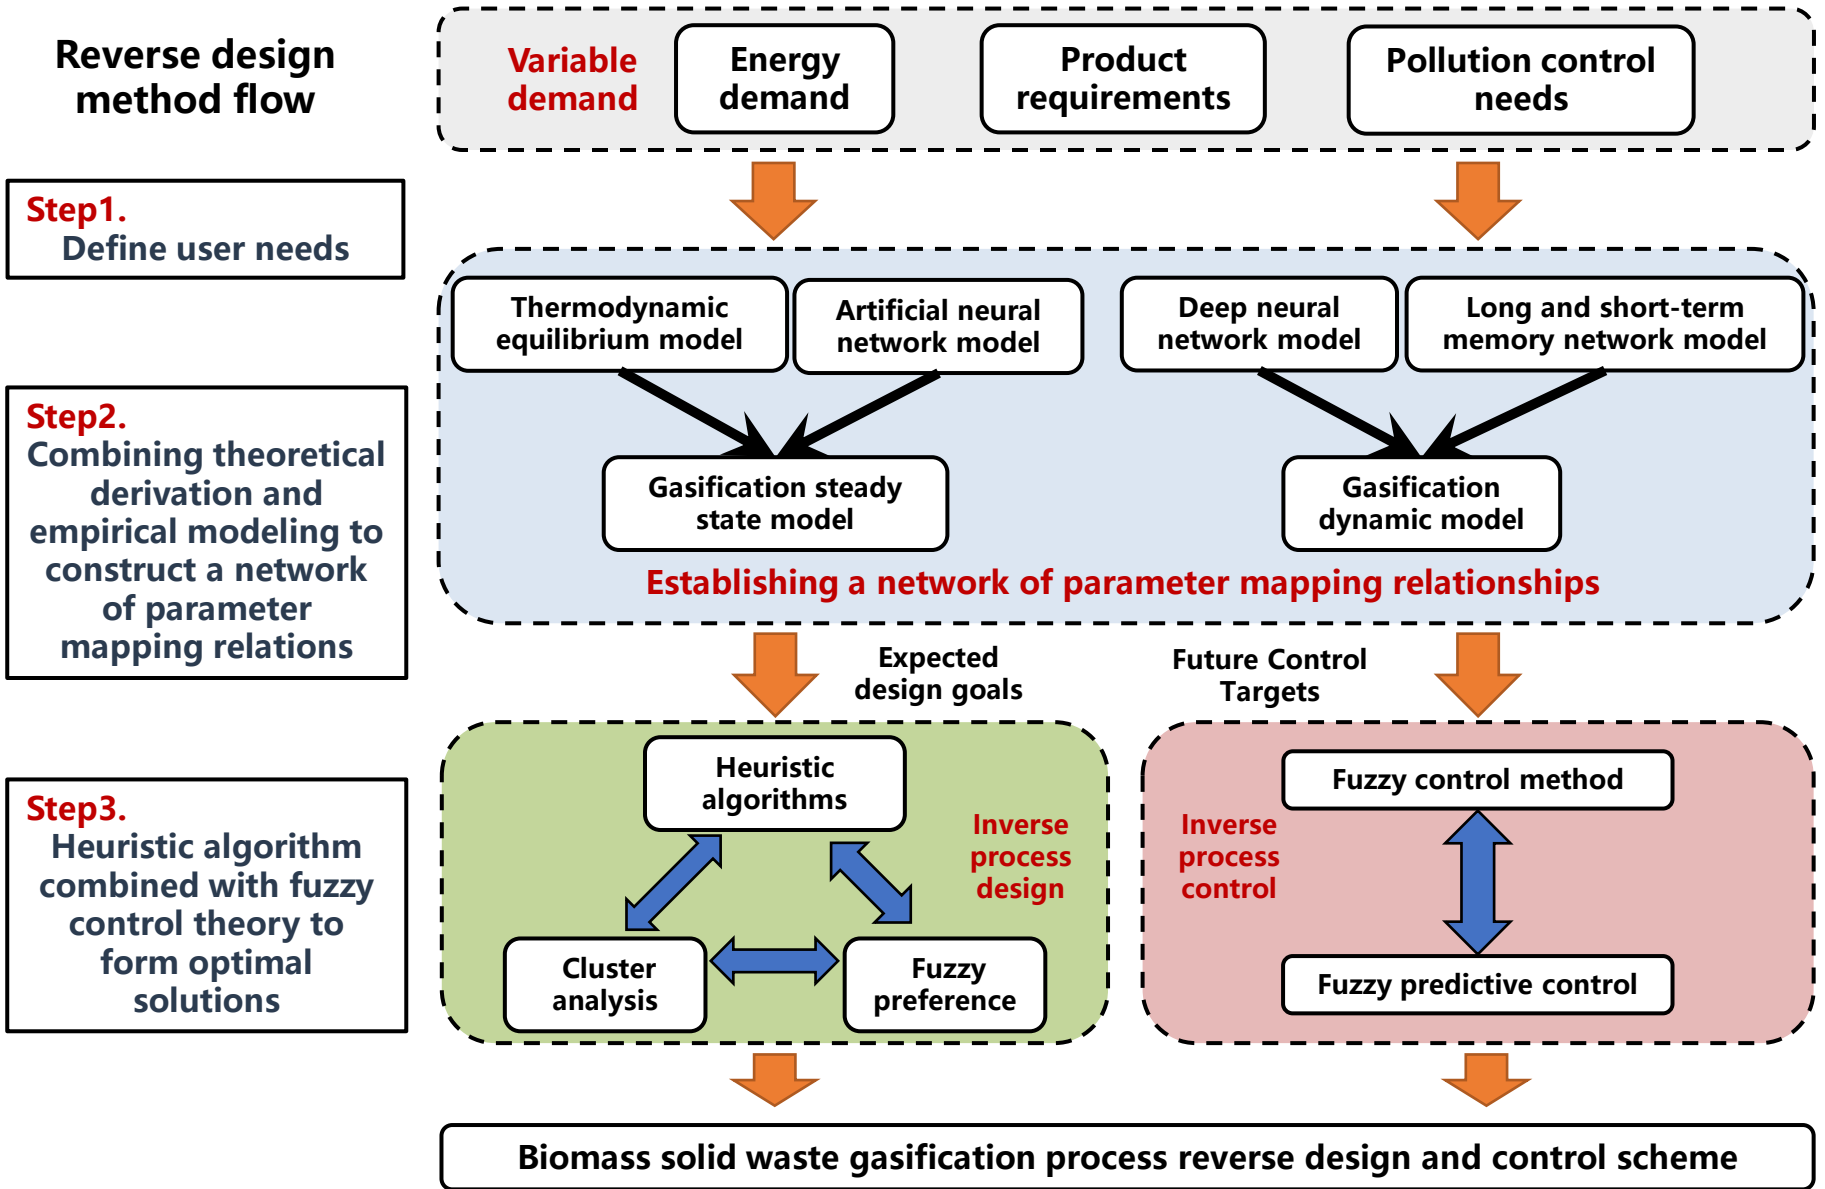 Reverse design
method flow
Variable
demand
Energy
demand
Product
requirements
Pollution control
needs
Step1.
Define user needs
Thermodynamic
equilibrium model
Artificial neural
network model
Deep neural
network model
Long and short-term
memory network model
Step2.
Combining theoretical
derivation and
empirical modeling to
construct a network
of parameter
mapping relations
Gasification steady
state model
Gasification
dynamic model
Establishing a network of parameter mapping relationships
Expected
design goals
Future Control
Targets
Step3.
Heuristic algorithm
combined with fuzzy
control theory to
form optimal
solutions
Heuristic
algorithms
Inverse
process
design
Cluster
analysis
Fuzzy
preference
Inverse
process
control
Fuzzy control method
Fuzzy predictive control
Biomass solid waste gasification process reverse design and control scheme